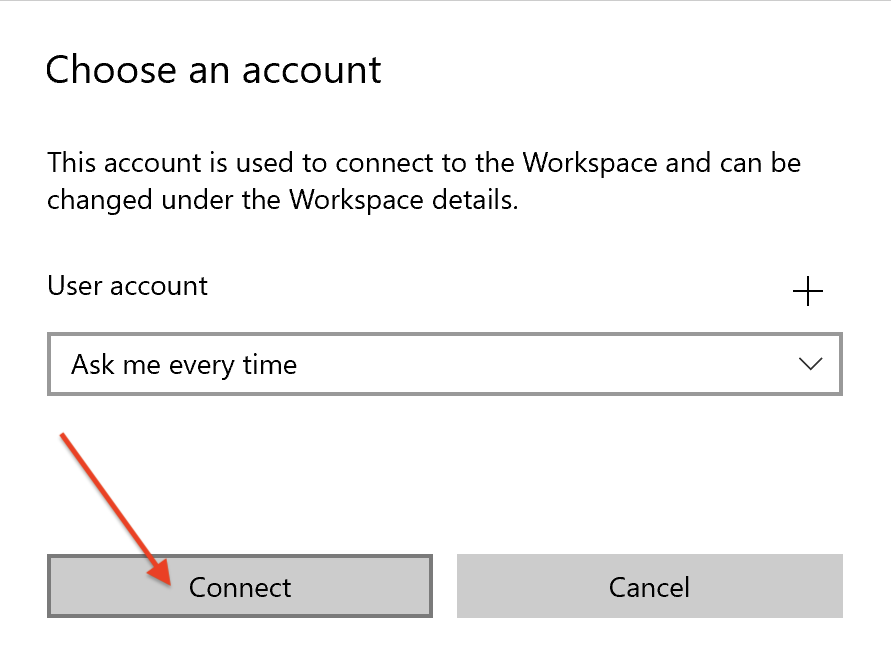 Choose an account
This account is used to connect to the Workspace and can be
changed under the Workspace details.
User account
Ask me every time
Connect
Cancel